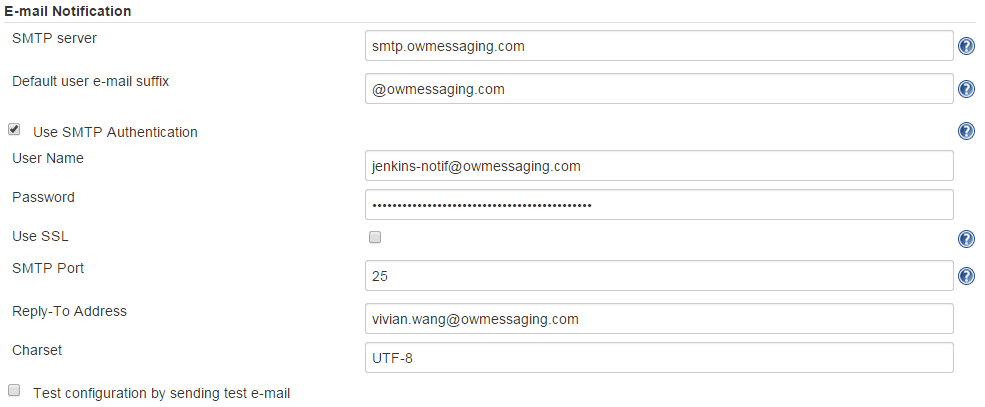 E-mail Notification
SMTP server
smtp.owmessaging.com
Default user e-mail suffix
@owmessaging.com
Use SMTP Authentication
User Name
jenkins-notif@owmessaging.com
Password
••••••••••••••••••••••••••••••••••••••••••••
Use SSL
SMTP Port
25
Reply-To Address
vivian.wang@owmessaging.com
Charset
UTF-8
Test configuration by sending test e-mail